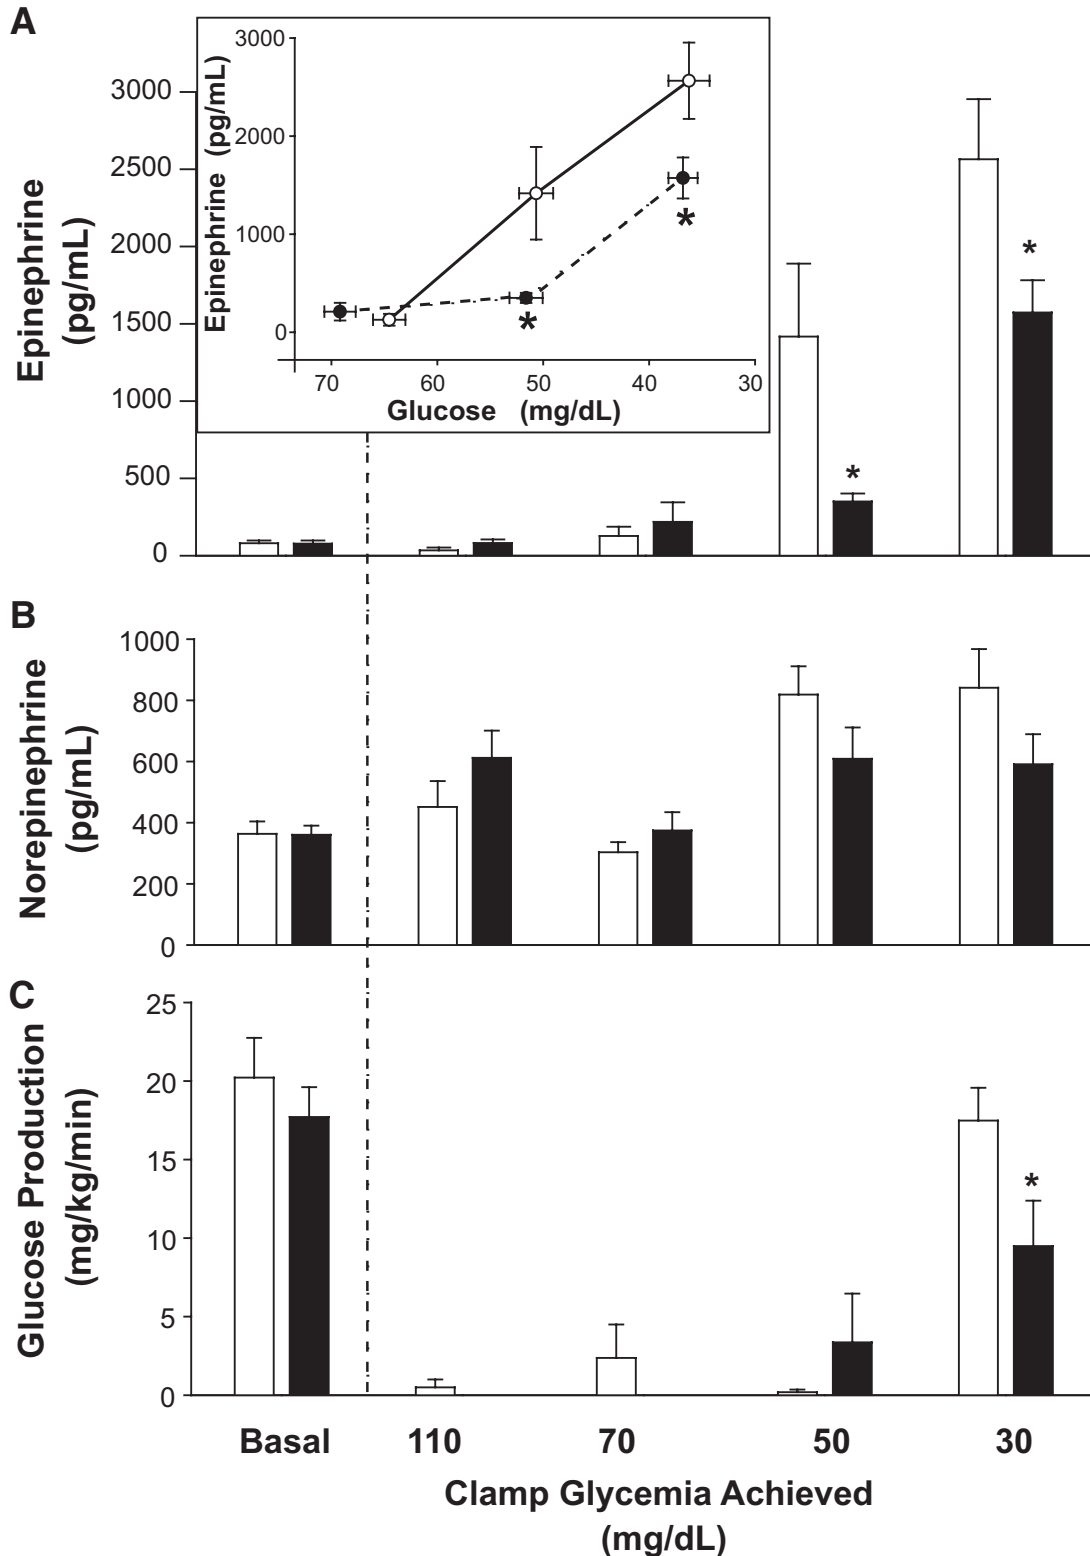 A
Epinephrine
(pg/mL)
3000
2500
2000
1500
1000
500
0
Epinephrine (pg/mL)
3000
2000
1000
0
*
*
70 60 50 40 30
Glucose (mg/dL)
*
*
B
Norepinephrine
(pg/mL)
1000
800
600
400
200
0
C
Glucose Production
(mg/kg/min)
25
20
15
10
5
0
*
Basal 110 70 50 30
Clamp Glycemia Achieved
(mg/dL)